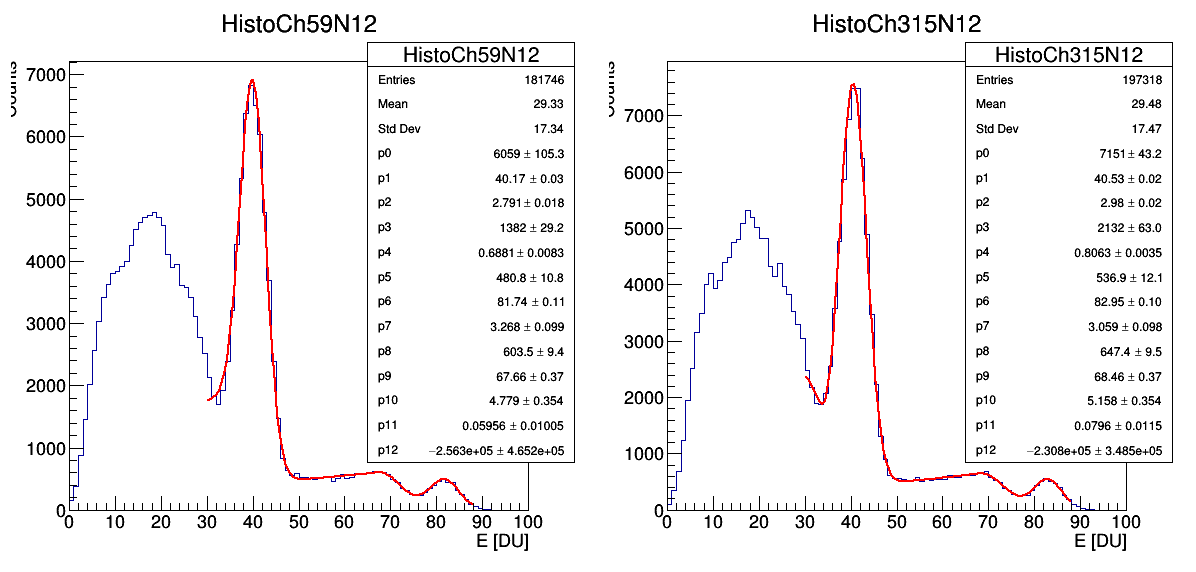 HistoCh59N12
HistoCh59N12
Entries 181746
Mean 29.33
Std Dev 17.34
p0 6059 ± 105.3
p1 40.17 ± 0.03
p2 2.791 ± 0.018
p3 1382 ± 29.2
p4 0.6881 ± 0.0083
p5 480.8 ± 10.8
p6 81.74 ± 0.11
p7 3.268 ± 0.099
p8 603.5 ± 9.4
p9 67.66 ± 0.37
p10 4.779 ± 0.354
p11 0.05956 ± 0.01005
p12 −2.563e+05 ± 4.652e+05
7000
6000
5000
4000
3000
2000
1000
0
0 10 20 30 40 50 60 70 80 90 100
E [DU]
HistoCh315N12
HistoCh315N12
Entries 197318
Mean 29.48
Std Dev 17.47
p0 7151 ± 43.2
p1 40.53 ± 0.02
p2 2.98 ± 0.02
p3 2132 ± 63.0
p4 0.8063 ± 0.0035
p5 536.9 ± 12.1
p6 82.95 ± 0.10
p7 3.059 ± 0.098
p8 647.4 ± 9.5
p9 68.46 ± 0.37
p10 5.158 ± 0.354
p11 0.0796 ± 0.0115
p12 −2.308e+05 ± 3.485e+05
7000
6000
5000
4000
3000
2000
1000
0
0 10 20 30 40 50 60 70 80 90 100
E [DU]